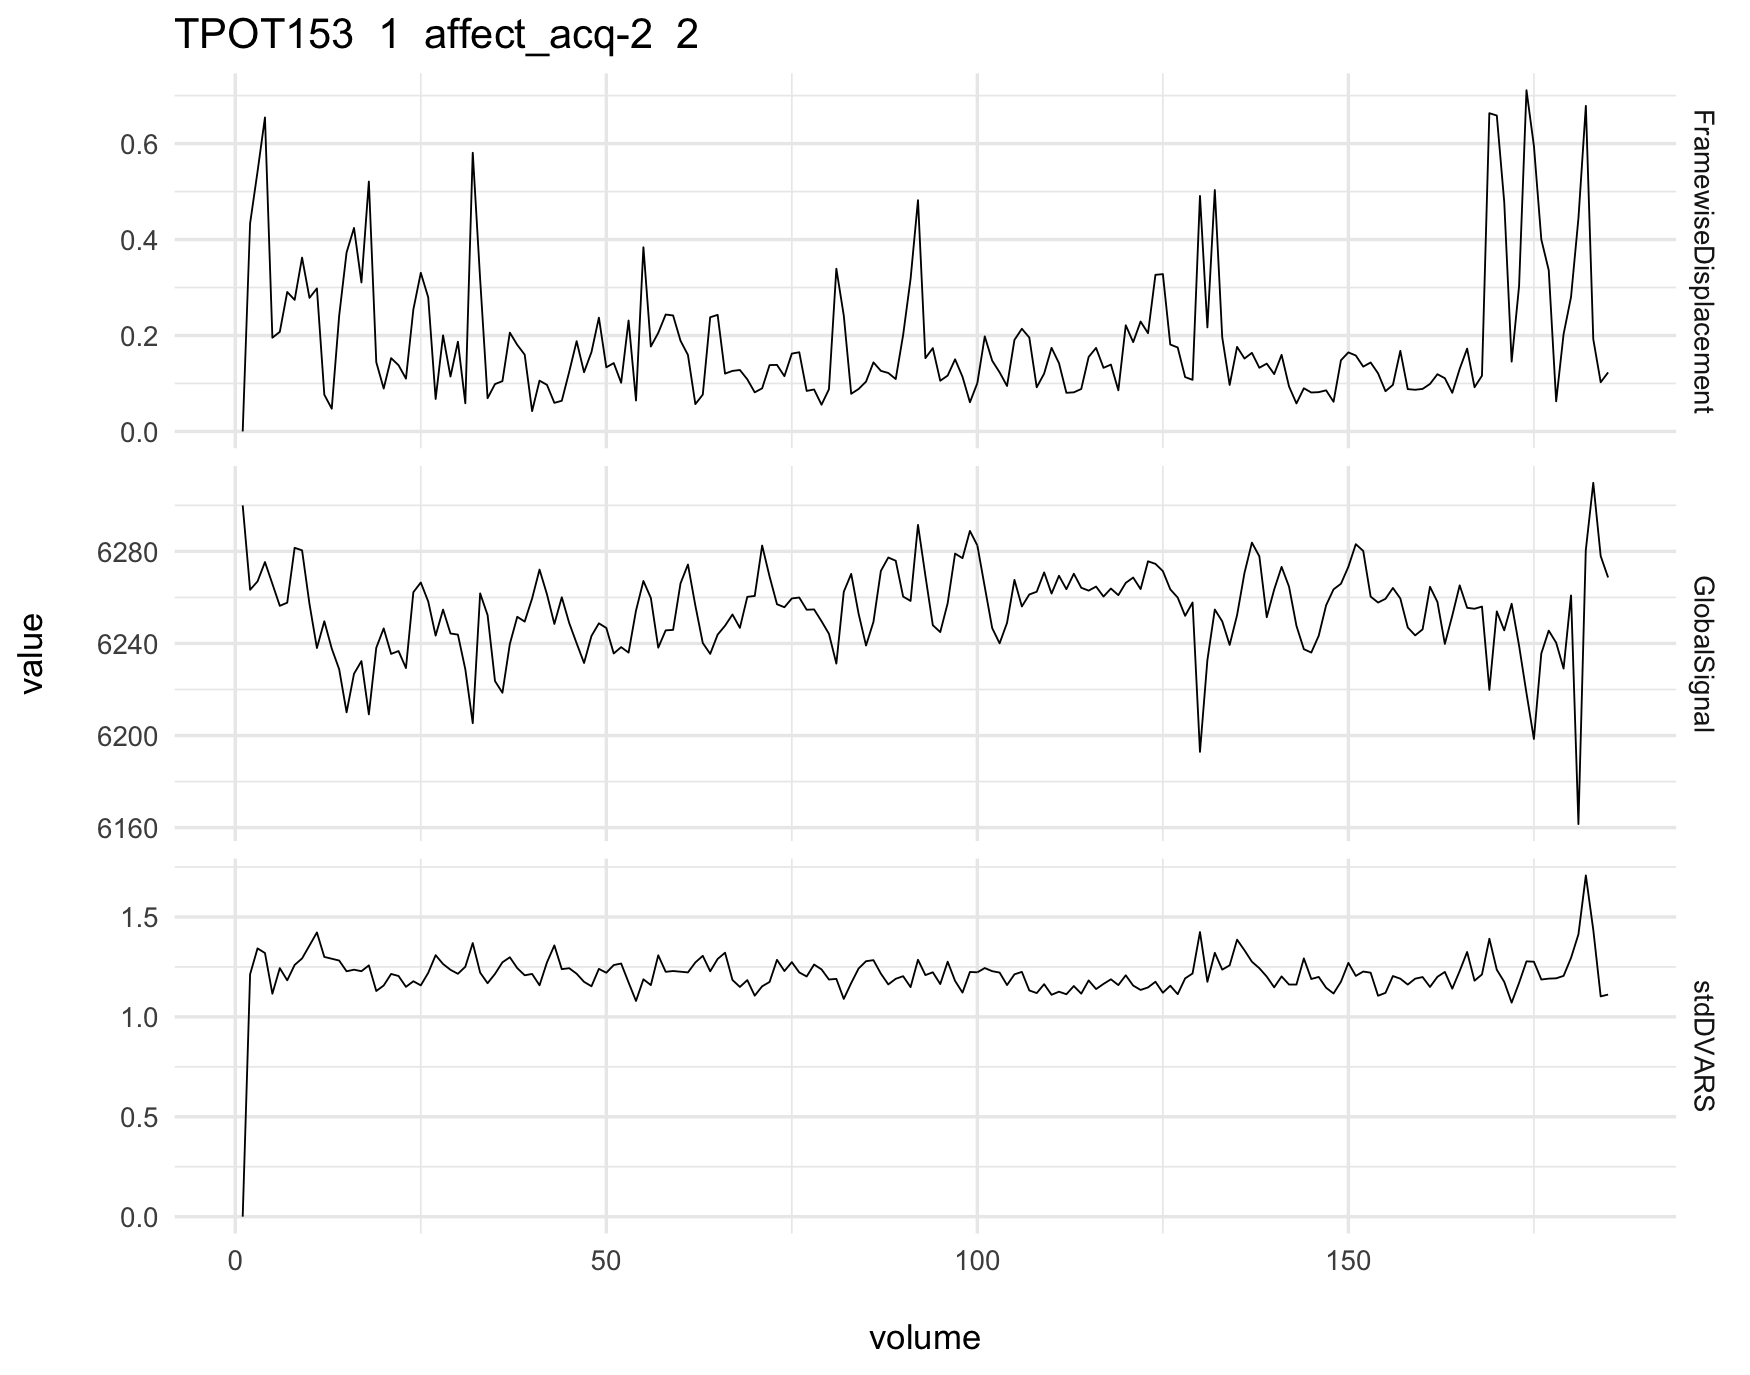 TPOT153  1  affect_acq-2  2
0.6
0.4
0.2
0.0
FramewiseDisplacement
6280
6240
6200
6160
GlobalSignal
value
1.5
1.0
0.5
0.0
stdDVARS
0 50 100 150
volume